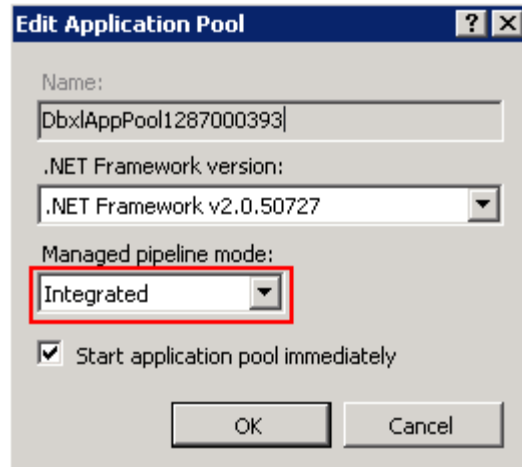 Edit Application Pool
Name:
DbxlAppPool1287000393
.NET Framework version:
.NET Framework v2.0.50727
Managed pipeline mode:
Integrated
Start application pool immediately
OK
Cancel